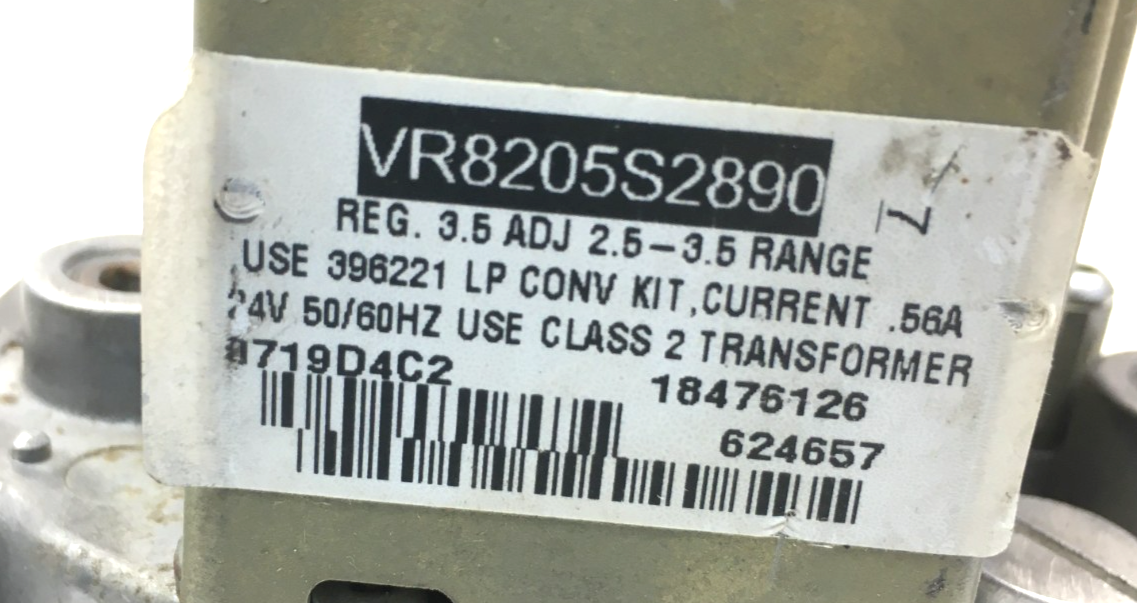 VR8205S2890
7
REG. 3.5 ADJ 2.5-3.5 RANGE
USE 396221 LP CONV KIT,CURRENT .56A
24V 50/60HZ USE CLASS 2 TRANSFORMER
18476126
624657